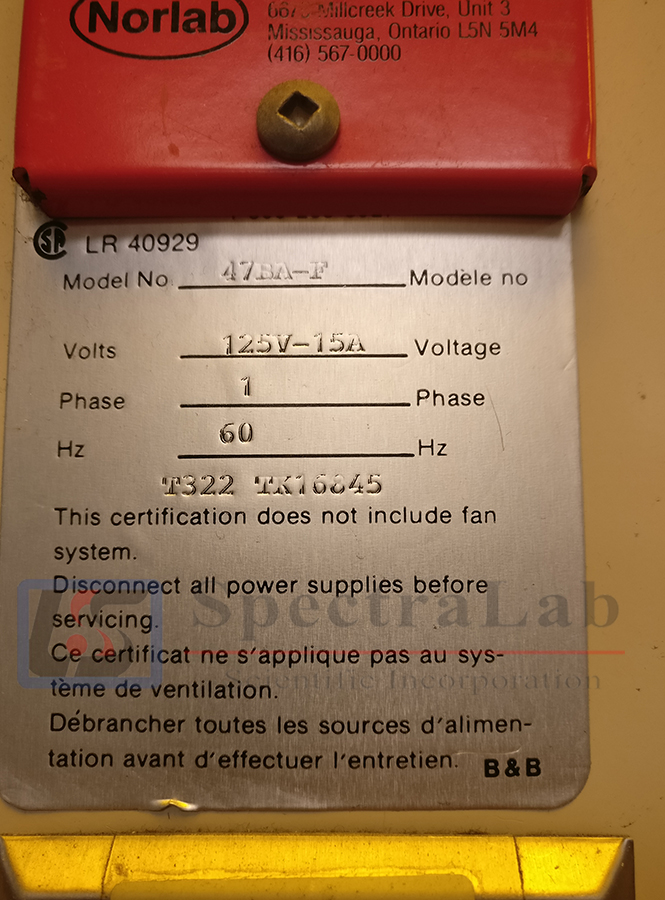 Norlab
Millcreek Drive, Unit 3
Mississauga, Ontario L5N 5M4
(416) 567-0000
LR 40929
Model No. 47BA-F Modèle no
Volts 125V-15A Voltage
Phase 1 Phase
Hz 60 Hz
T322 TK16845
This certification does not include fan
system.
Disconnect all power supplies before
servicing.
SpectraLab
Ce certificat ne s'applique pas au sys-
Scientific Incorporation
tème de ventilation.
Débrancher toutes les sources d'alimen-
tation avant d'effectuer l'entretien.
B & B